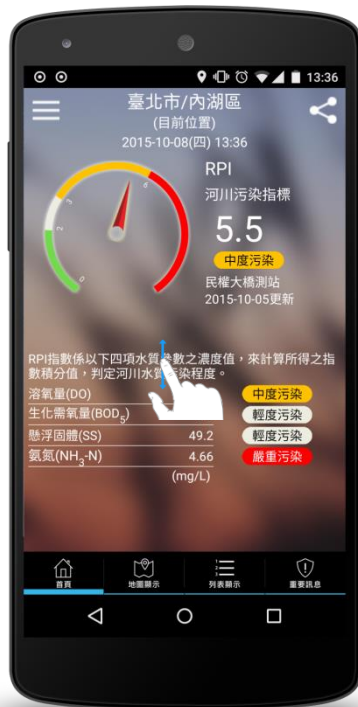 13:36
臺北市/內湖區
(目前位置)
2015-10-08(四) 13:36
RPI
河川污染指標
5.5
中度污染
民權大橋測站
2015-10-05更新
0
2
3
6
RPI指數係以下四項水質參數之濃度值，來計算所得之指
數積分值，判定河川水質污染程度。
溶氧量(DO) 中度污染
生化需氧量(BOD5) 輕度污染
懸浮固體(SS) 49.2 輕度污染
氨氮(NH3-N) 4.66 嚴重污染
(mg/L)
首頁
地圖顯示
列表顯示
重要訊息